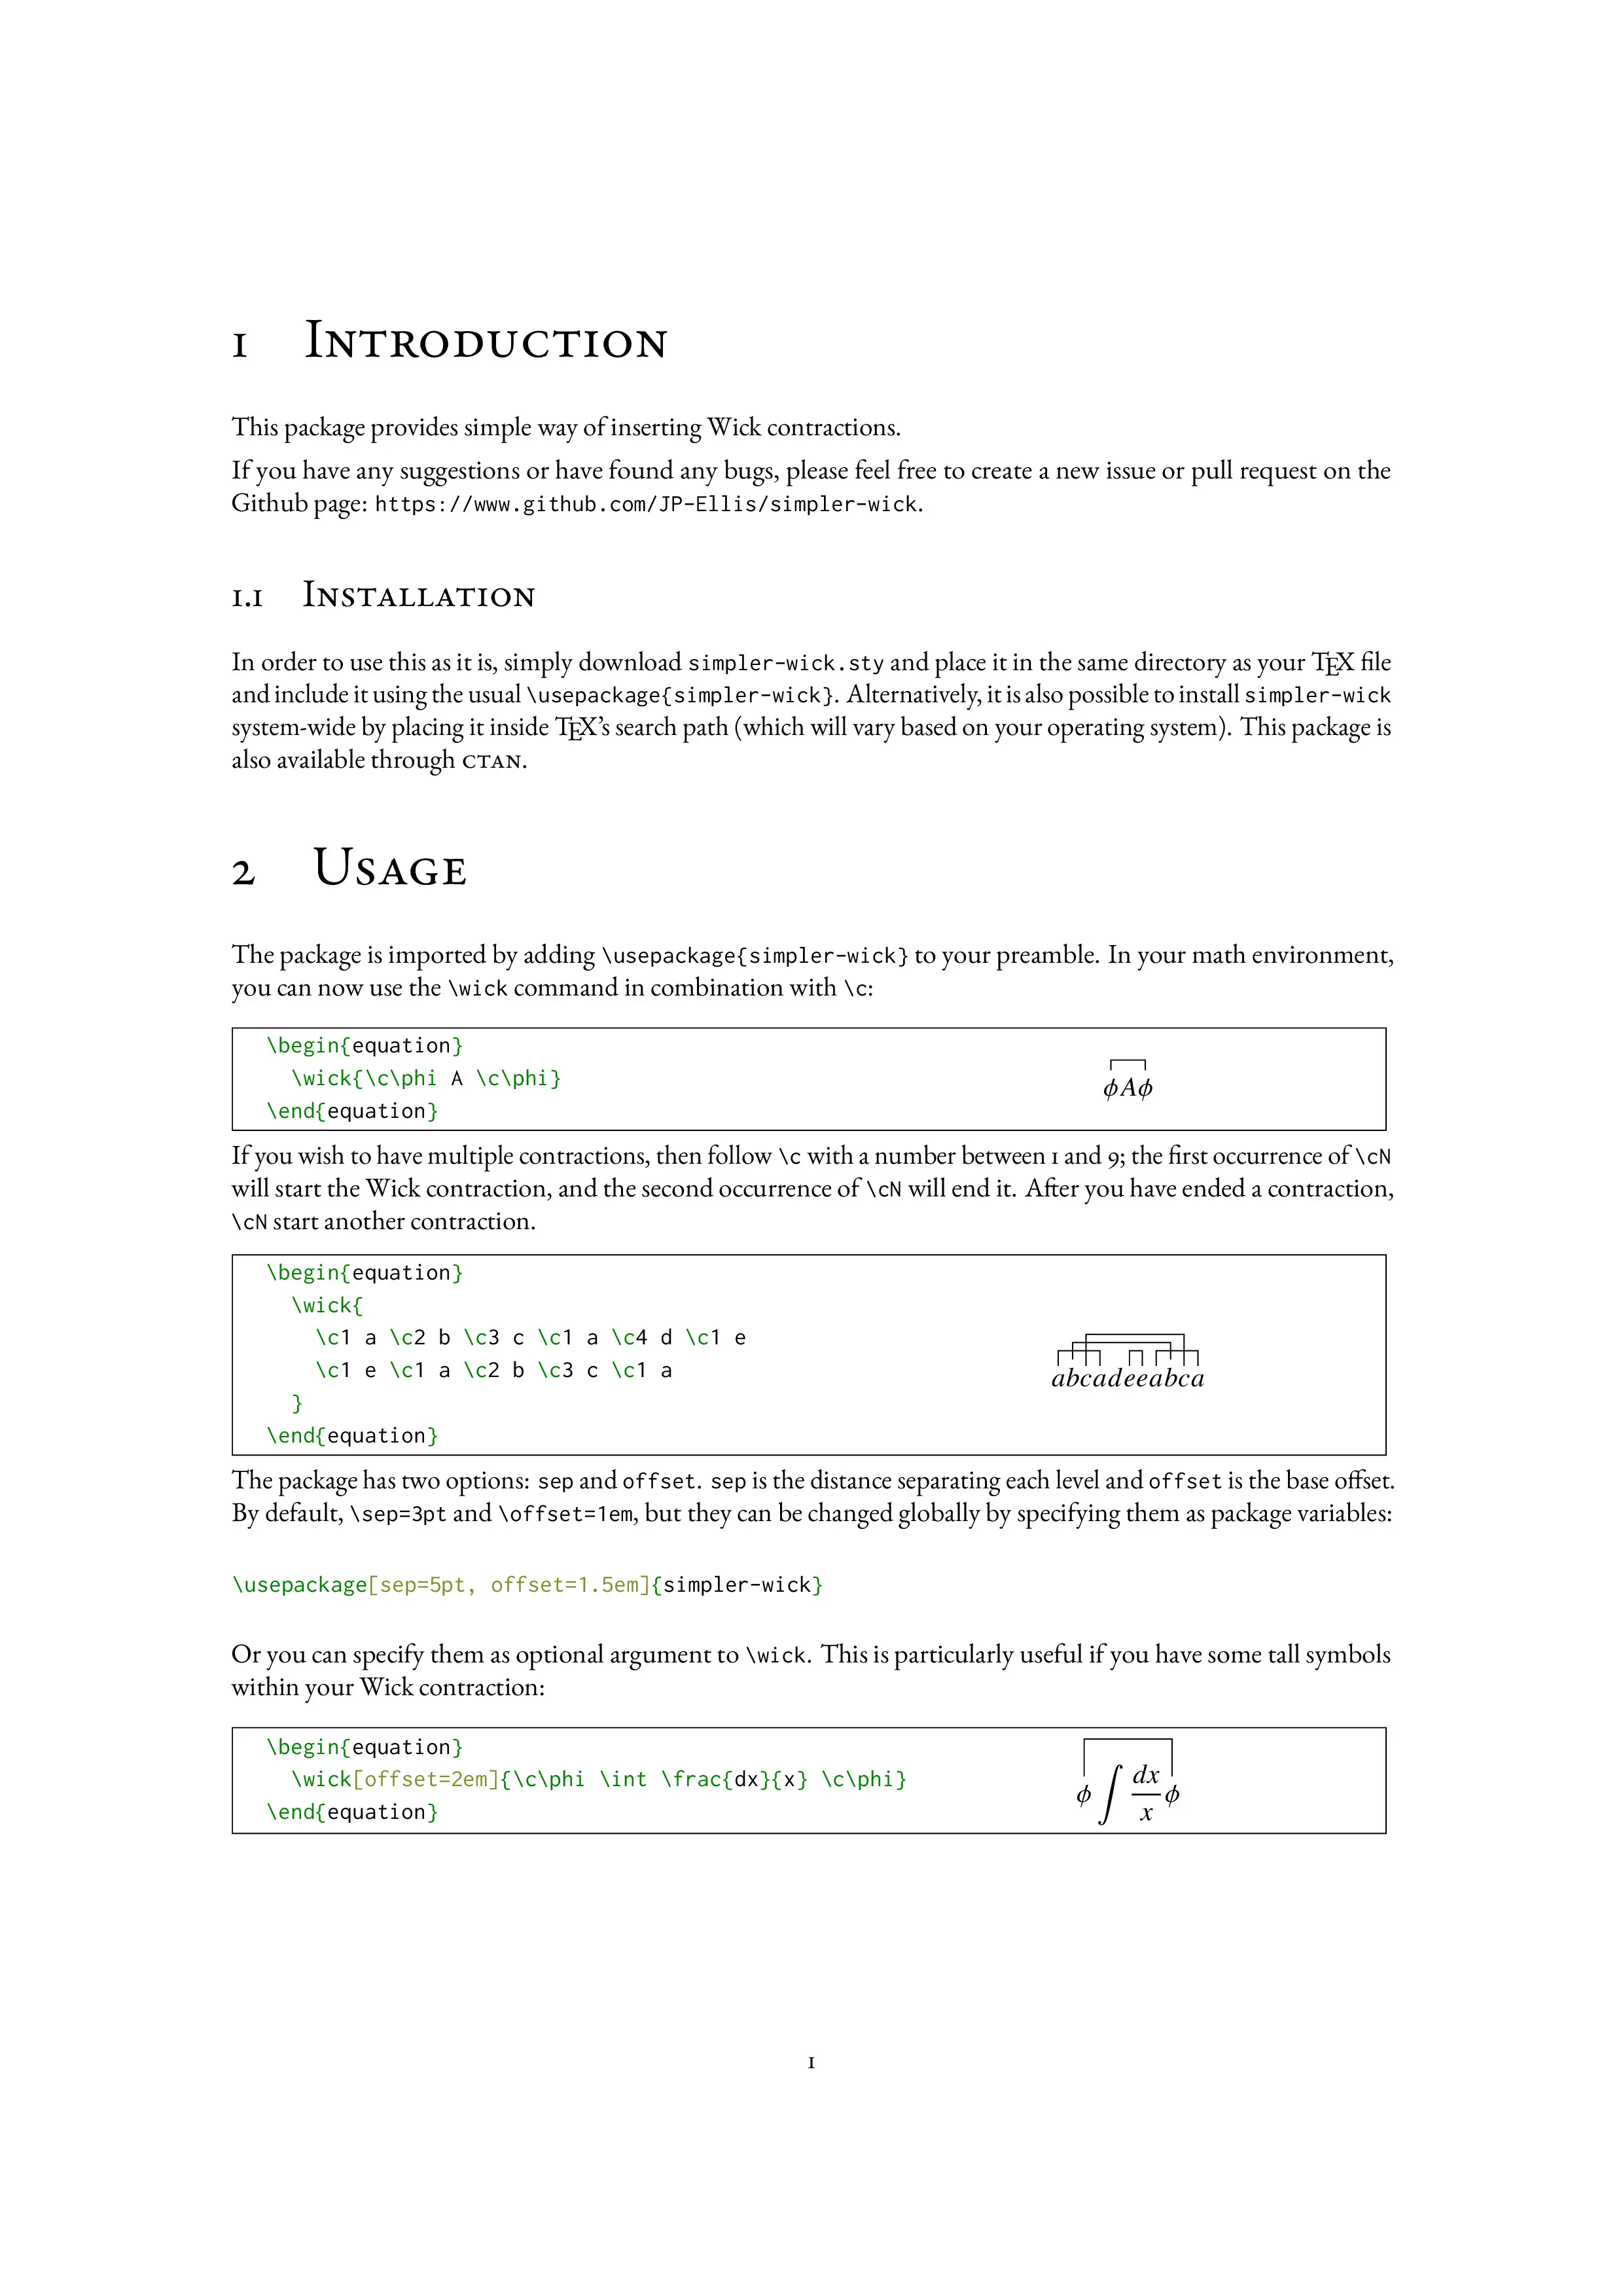 1 Introduction
This package provides simple way of inserting Wick contractions.
If you have any suggestions or have found any bugs, please feel free to create a new issue or pull request on the
Github page: https://www.github.com/JP-Ellis/simpler-wick.
1.1 Installation
In order to use this as it is, simply download simpler-wick.sty and place it in the same directory as your TEX file
and include it using the usual \usepackage{simpler-wick}. Alternatively, it is also possible to install simpler-wick
system-wide by placing it inside TEX’s search path (which will vary based on your operating system). This package is
also available through ctan.
2 Usage
The package is imported by adding \usepackage{simpler-wick} to your preamble. In your math environment,
you can now use the \wick command in combination with \c:
\begin{equation}
\wick{\c\phi A \c\phi}
\end{equation}
ϕAϕ
If you wish to have multiple contractions, then follow \c with a number between 1 and 9; the first occurrence of \cN
will start the Wick contraction, and the second occurrence of \cN will end it. After you have ended a contraction,
\cN start another contraction.
\begin{equation}
\wick{
\c1 a \c2 b \c3 c \c1 a \c4 d \c1 e
\c1 e \c1 a \c2 b \c3 c \c1 a
}
\end{equation}
abcadeeabca
The package has two options: sep and offset. sep is the distance separating each level and offset is the base offset.
By default, \sep=3pt and \offset=1em, but they can be changed globally by specifying them as package variables:
\usepackage[sep=5pt, offset=1.5em]{simpler-wick}
Or you can specify them as optional argument to \wick. This is particularly useful if you have some tall symbols
within your Wick contraction:
\begin{equation}
\wick[offset=2em]{\c\phi \int \frac{dx}{x} \c\phi}
\end{equation}
ϕ ∫ dx/x ϕ
1